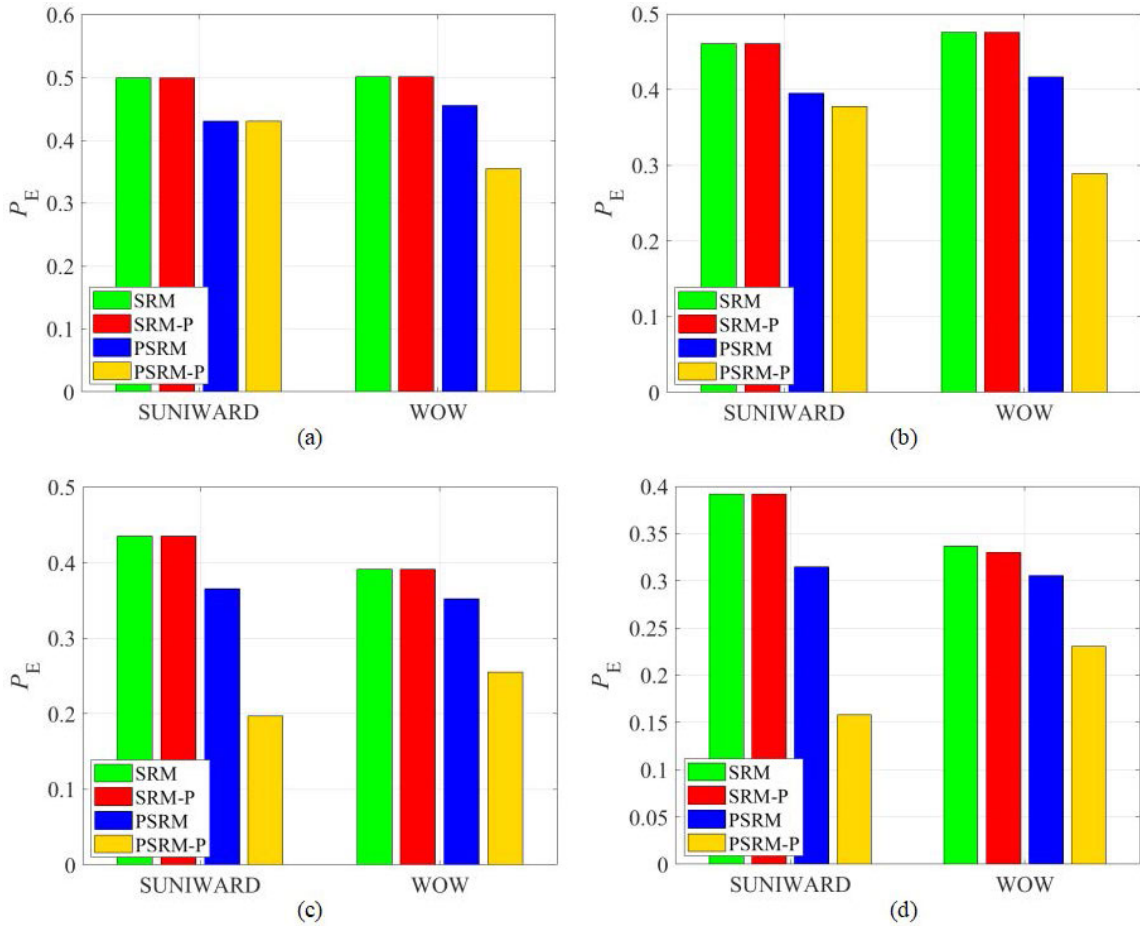 0.6
0.5
0.4
0.3
0.2
0.1
0
P_E
SRM
SRM-P
PSRM
PSRM-P
SUNIWARD WOW
(a)
0.5
0.4
0.3
0.2
0.1
0
P_E
SRM
SRM-P
PSRM
PSRM-P
SUNIWARD WOW
(b)
0.5
0.4
0.3
0.2
0.1
0
P_E
SRM
SRM-P
PSRM
PSRM-P
SUNIWARD WOW
(c)
0.4
0.35
0.3
0.25
0.2
0.15
0.1
0.05
0
P_E
SRM
SRM-P
PSRM
PSRM-P
SUNIWARD WOW
(d)